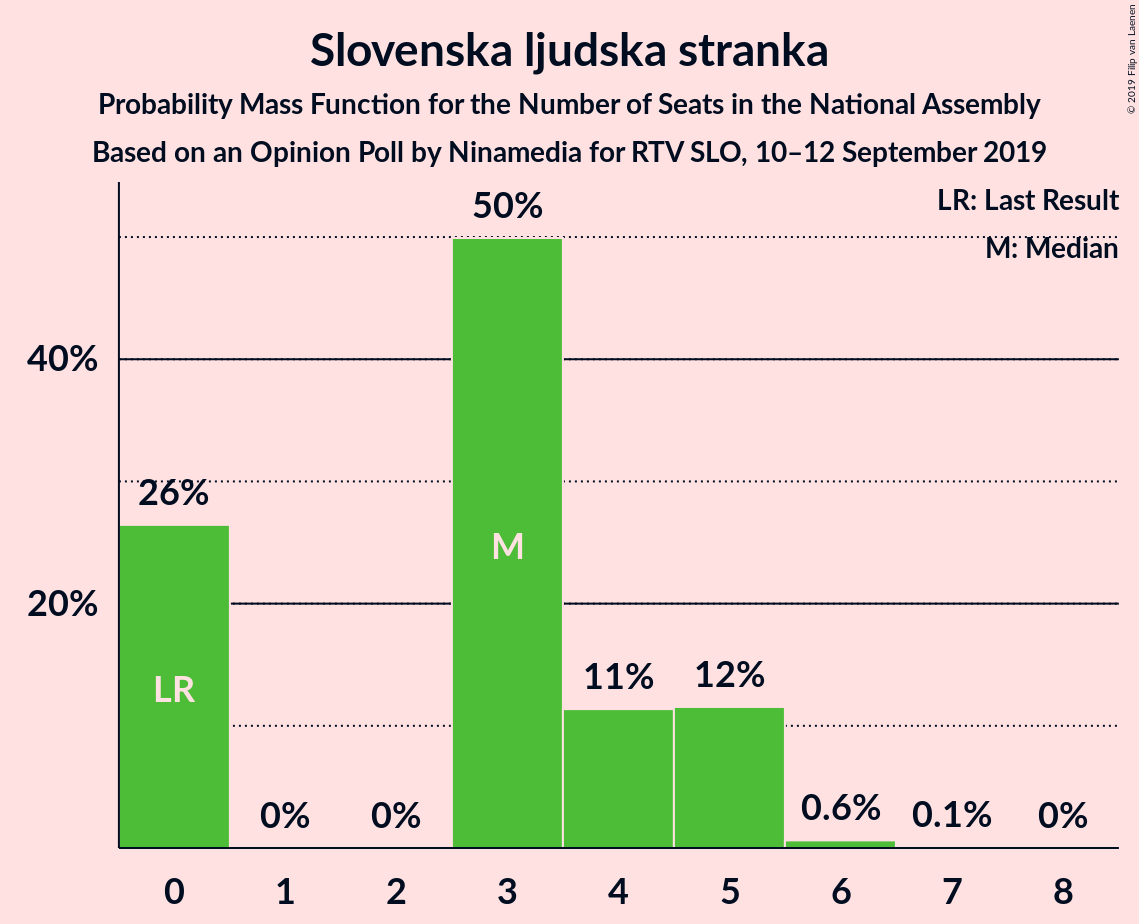 Slovenska ljudska stranka
Probability Mass Function for the Number of Seats in the National Assembly
Based on an Opinion Poll by Ninamedia for RTV SLO, 10–12 September 2019
© 2019 Filip van Laenen
LR: Last Result
M: Median
50%
40%
26%
M
20%
LR
11%
12%
0%
0%
0.6%
0.1%
0%
0 1 2 3 4 5 6 7 8